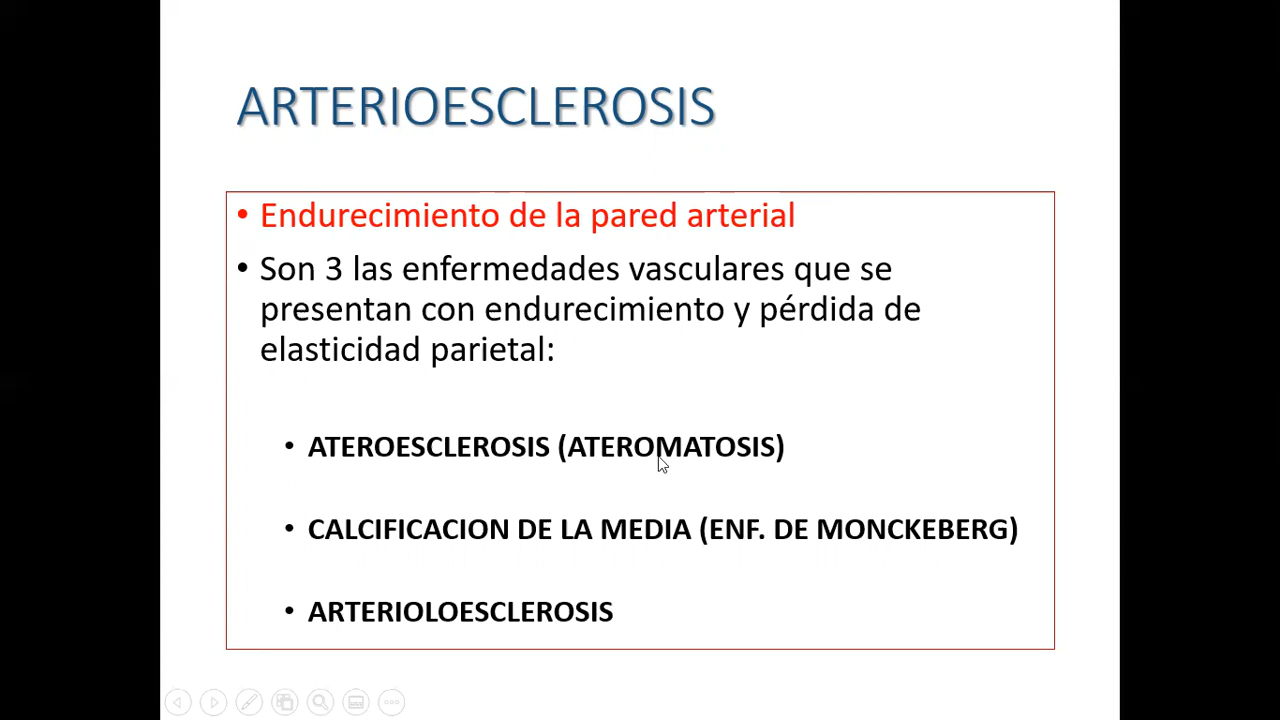 ARTERIOESCLEROSIS
• Endurecimiento de la pared arterial
• Son 3 las enfermedades vasculares que se
presentan con endurecimiento y pérdida de
elasticidad parietal:
• ATEROESCLEROSIS (ATEROMATOSIS)
• CALCIFICACION DE LA MEDIA (ENF. DE MONCKEBERG)
• ARTERIOLOESCLEROSIS